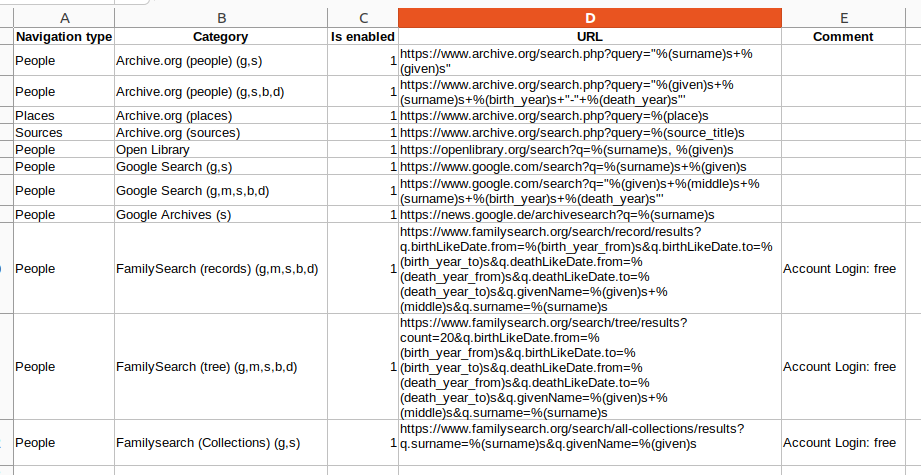 A B C D E
Navigation type Category Is enabled URL Comment
People Archive.org (people) (g,s) 1 https://www.archive.org/search.php?query="%(surname)s+%
(given)s"
People Archive.org (people) (g,s,b,d) 1 https://www.archive.org/search.php?query="%(given)s+%
(surname)s+%(birth_year)s+"-"+%(death_year)s"'
Places Archive.org (places) 1 https://www.archive.org/search.php?query=%(place)s
Sources Archive.org (sources) 1 https://www.archive.org/search.php?query=%(source_title)s
People Open Library 1 https://openlibrary.org/search?q=%(surname)s, %(given)s
People Google Search (g,s) 1 https://www.google.com/search?q=%(surname)s+%(given)s
People Google Search (g,m,s,b,d) 1 https://www.google.com/search?q="%(given)s+%(middle)s+%
(surname)s+%(birth_year)s+%(death_year)s"'
People Google Archives (s) 1 https://news.google.de/archivesearch?q=%(surname)s
https://www.familysearch.org/search/record/results?
q.birthLikeDate.from=%(birth_year_from)s&q.birthLikeDate.to=%
People FamilySearch (records) (g,m,s,b,d) 1 (birth_year_to)s&q.deathLikeDate.from=% Account Login: free
(death_year_from)s&q.deathLikeDate.to=%
(death_year_to)s&q.givenName=%(given)s+%
(middle)s&q.surname=%(surname)s
https://www.familysearch.org/search/tree/results?
count=20&q.birthLikeDate.from=%
(birth_year_from)s&q.birthLikeDate.to=%
People FamilySearch (tree) (g,m,s,b,d) 1 (birth_year_to)s&q.deathLikeDate.from=% Account Login: free
(death_year_from)s&q.deathLikeDate.to=%
(death_year_to)s&q.givenName=%(given)s+%
(middle)s&q.surname=%(surname)s
https://www.familysearch.org/search/all-collections/results?
People Familysearch (Collections) (g,s) 1 q.surname=%(surname)s&q.givenName=%(given)s Account Login: free